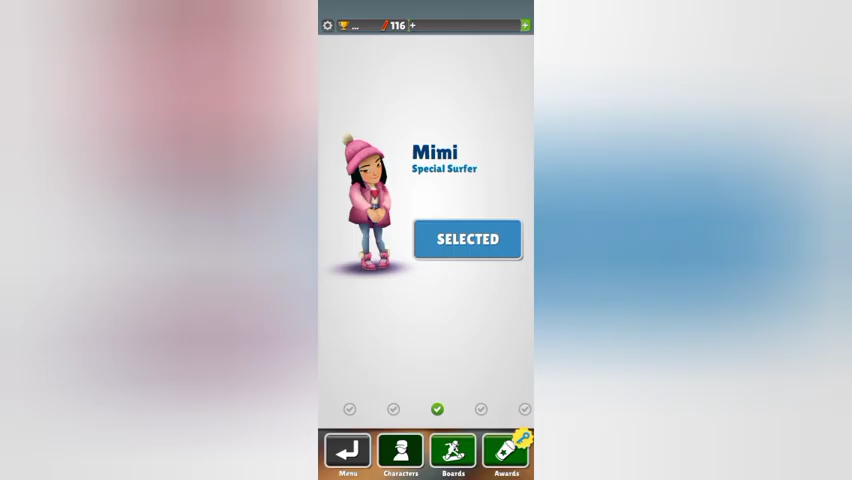 ... 116 +
Mimi
Special Surfer
SELECTED
Menu Characters Boards Awards